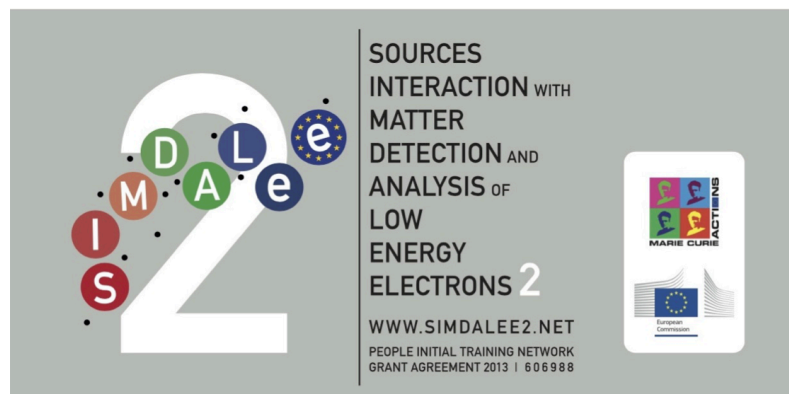 SIMDALee
2
SOURCES
INTERACTION WITH
MATTER
DETECTION AND
ANALYSIS OF
LOW
ENERGY
ELECTRONS 2
WWW.SIMDALEE2.NET
PEOPLE INITIAL TRAINING NETWORK
GRANT AGREEMENT 2013 | 606988
MARIE CURIE
ACTIONS
European
Commission